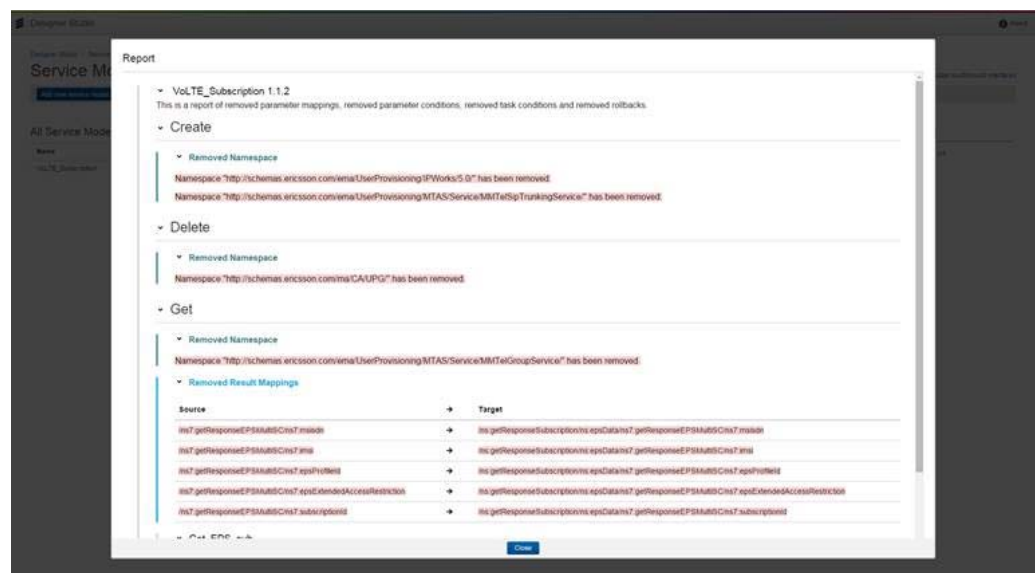 Designer Studio
Service Mo
All Service Mode
Name
VoLTE_Subscription
Report
VoLTE_Subscription 1.1.2
This is a report of removed parameter mappings, removed parameter conditions, removed task conditions and removed rollbacks.
Create
Removed Namespace
Namespace "http://schemas.ericsson.com/ema/UserProvisioning/IPWorks/5.0/" has been removed.
Namespace "http://schemas.ericsson.com/ema/UserProvisioning/MTAS/Service/MMTelSipTrunkingService/" has been removed.
Delete
Removed Namespace
Namespace "http://schemas.ericsson.com/ma/CA/UPG/" has been removed.
Get
Removed Namespace
Namespace "http://schemas.ericsson.com/ema/UserProvisioning/MTAS/Service/MMTelGroupService/" has been removed.
Removed Result Mappings
Source → Target
/ns7:getResponseEPSMultiSC/ns7:msisdn → /ns:getResponseSubscription/ns:epsData/ns7:getResponseEPSMultiSC/ns7:msisdn
/ns7:getResponseEPSMultiSC/ns7:imsi → /ns:getResponseSubscription/ns:epsData/ns7:getResponseEPSMultiSC/ns7:imsi
/ns7:getResponseEPSMultiSC/ns7:epsProfileId → /ns:getResponseSubscription/ns:epsData/ns7:getResponseEPSMultiSC/ns7:epsProfileId
/ns7:getResponseEPSMultiSC/ns7:epsExtendedAccessRestriction → /ns:getResponseSubscription/ns:epsData/ns7:getResponseEPSMultiSC/ns7:epsExtendedAccessRestriction
/ns7:getResponseEPSMultiSC/ns7:subscriptionId → /ns:getResponseSubscription/ns:epsData/ns7:getResponseEPSMultiSC/ns7:subscriptionId
Get_EPS_sub
Close